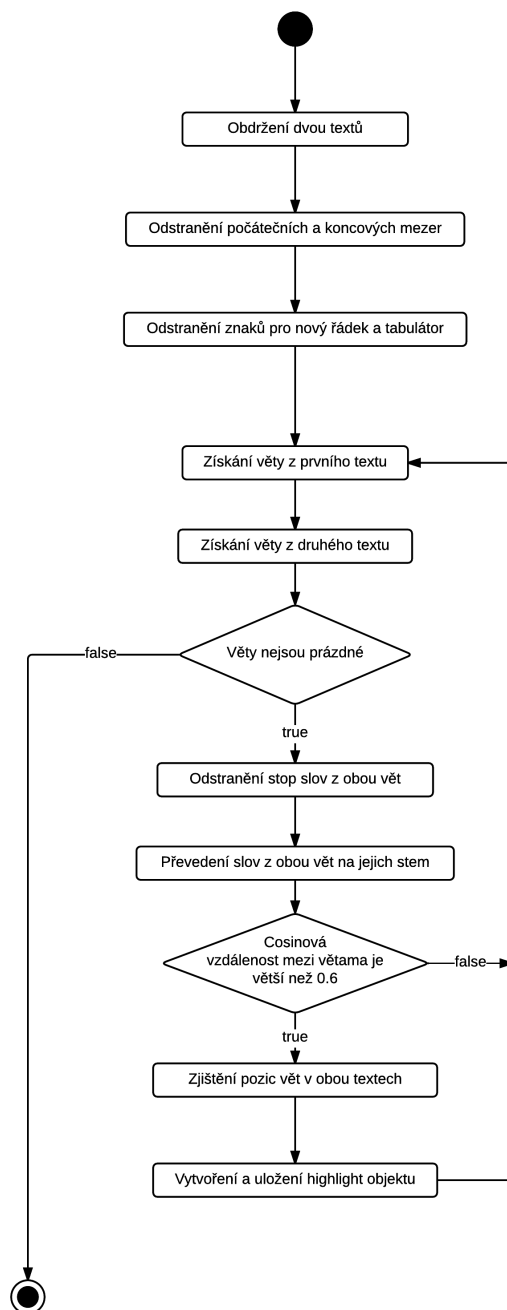 Obdržení dvou textů
Odstranění počátečních a koncových mezer
Odstranění znaků pro nový řádek a tabulátor
Získání věty z prvního textu
Získání věty z druhého textu
Věty nejsou prázdné
false
true
Odstranění stop slov z obou vět
Převedení slov z obou vět na jejich stem
Cosinová
vzdálenost mezi větama je
větší než 0.6
false
true
Zjištění pozic vět v obou textech
Vytvoření a uložení highlight objektu